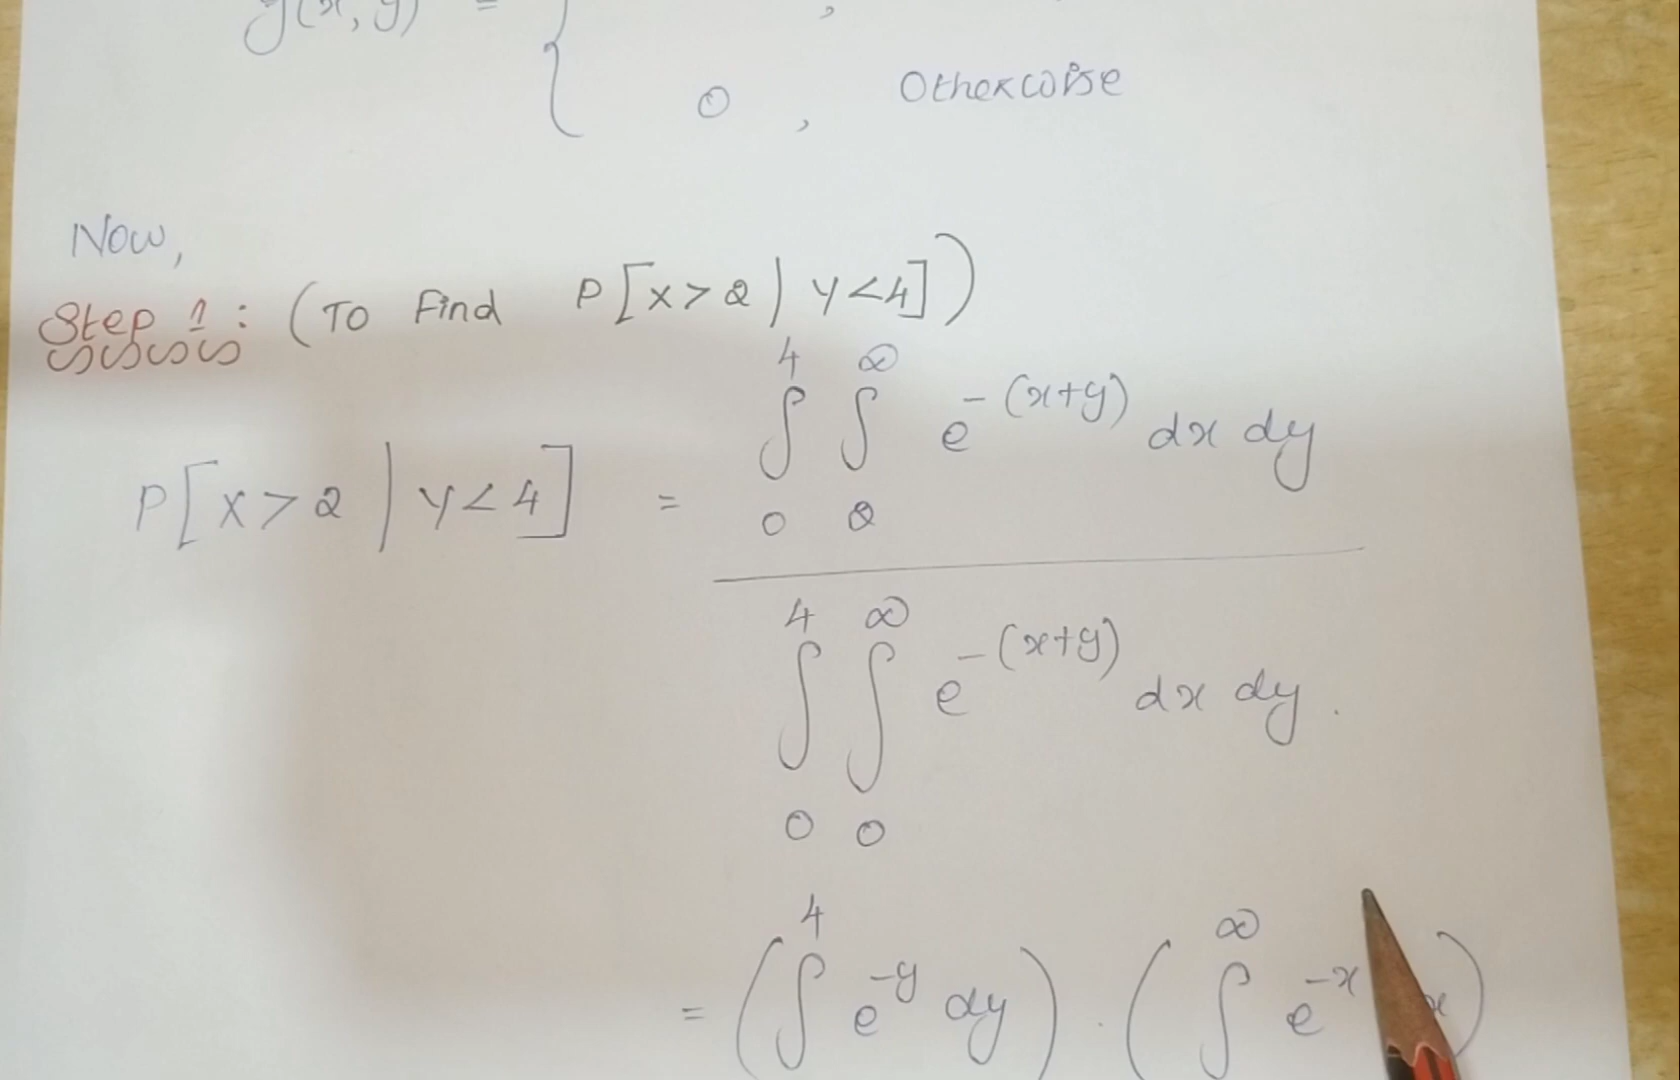 f(x, y) = { ,
0 , Otherwise
Now,
Step 1: (To Find P[X>2 | Y<4])
P[X>2 | Y<4] = ∫₀⁴ ∫₂^∞ e^-(x+y) dx dy
∫₀⁴ ∫₀^∞ e^-(x+y) dx dy.
= (∫⁴ e^-y dy) . (∫^∞ e^-x x)